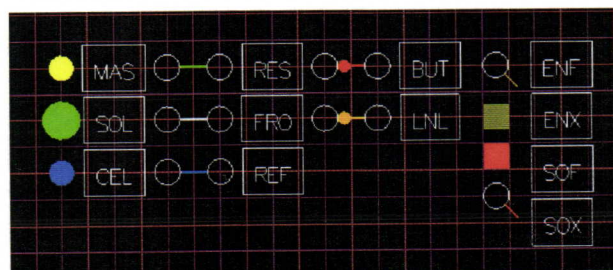 MAS RES BUT ENF
SOL FRO LNL ENX
CEL REF SOF
SOX